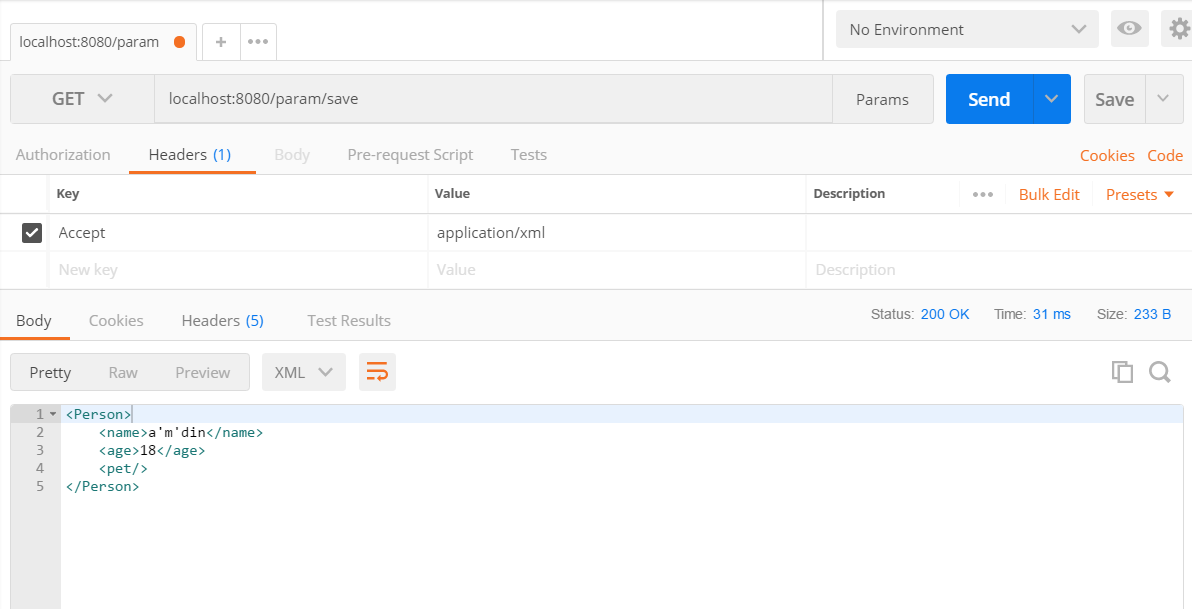 localhost:8080/param
No Environment
GET localhost:8080/param/save Params Send Save
Authorization Headers (1) Body Pre-request Script Tests Cookies Code
Key Value Description Bulk Edit Presets
Accept application/xml
New key Value Description
Body Cookies Headers (5) Test Results Status: 200 OK Time: 31 ms Size: 233 B
Pretty Raw Preview XML
1 <Person>
2 <name>a'm'din</name>
3 <age>18</age>
4 <pet/>
5 </Person>